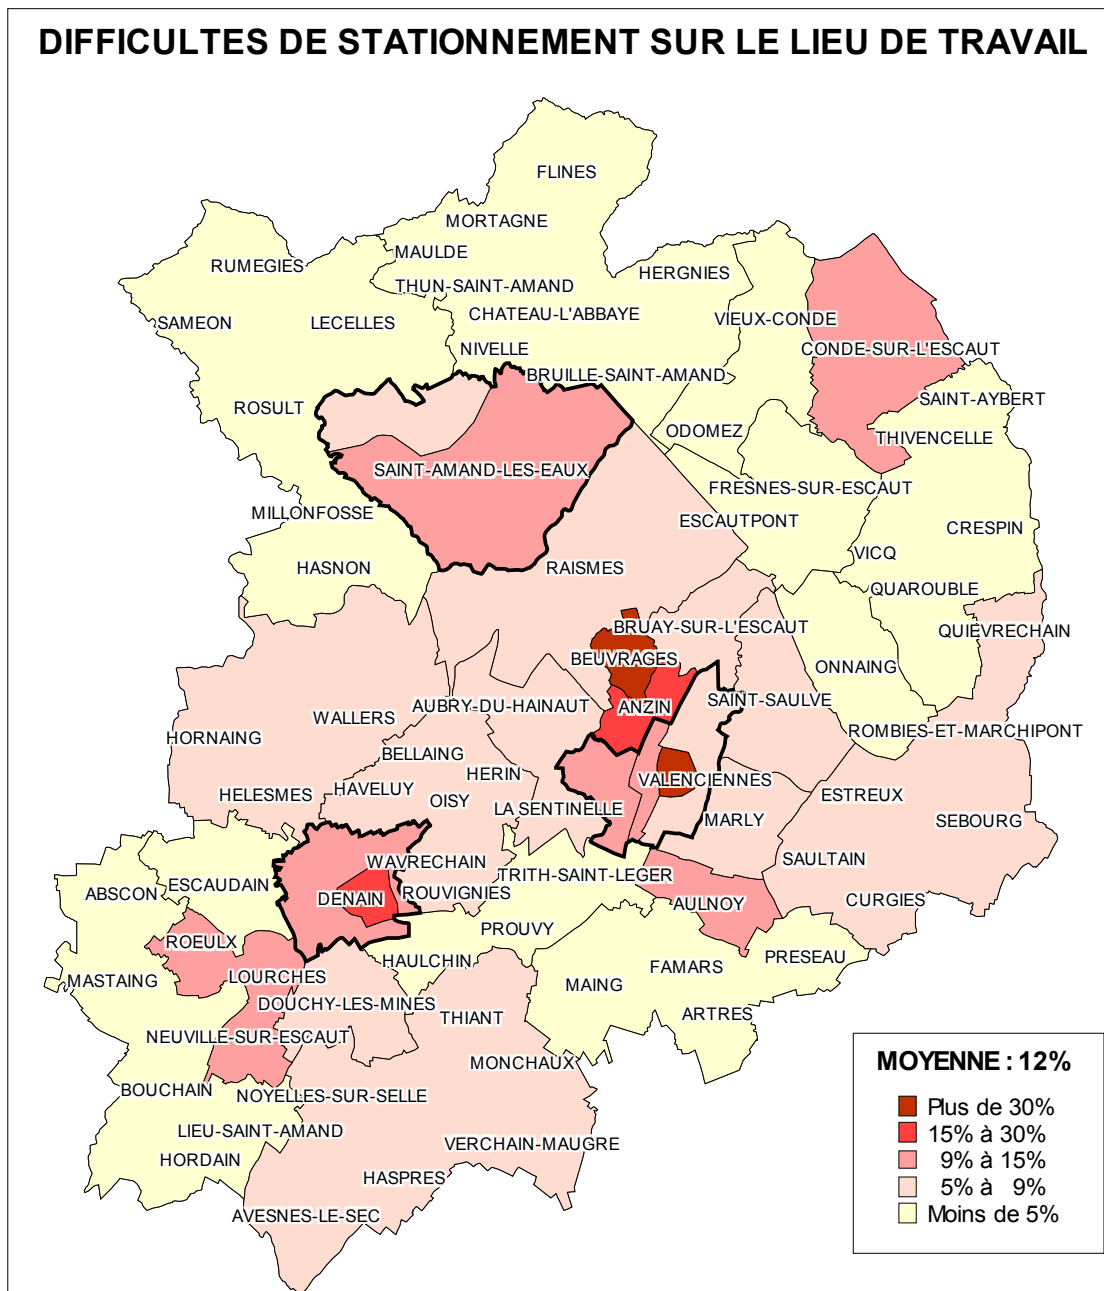 DIFFICULTES DE STATIONNEMENT SUR LE LIEU DE TRAVAIL
FLINES
MORTAGNE
MAULDE
RUMEGIES
HERGNIES
THUN-SAINT-AMAND
CHATEAU-L'ABBAYE
VIEUX-CONDE
SAMEON
LECELLES
NIVELLE
CONDE-SUR-L'ESCAUT
BRUILLE-SAINT-AMAND
SAINT-AYBERT
ROSULT
ODOMEZ
THIVENCELLE
SAINT-AMAND-LES-EAUX
FRESNES-SUR-ESCAUT
MILLONFOSSE
ESCAUTPONT
CRESPIN
VICQ
HASNON
RAISMES
QUAROUBLE
BRUAY-SUR-L'ESCAUT
QUIEVRECHAIN
BEUVRAGES
ONNAING
AUBRY-DU-HAINAUT
ANZIN
SAINT-SAULVE
WALLERS
HORNAING
ROMBIES-ET-MARCHIPONT
BELLAING
HERIN
VALENCIENNES
HELESMES
HAVELUY
OISY
LA SENTINELLE
ESTREUX
MARLY
SEBOURG
WAVRECHAIN
SAULTAIN
TRITH-SAINT-LEGER
ESCAUDAIN
ABSCON
DENAIN
ROUVIGNIES
AULNOY
CURGIES
PROUVY
ROEULX
HAULCHIN
FAMARS
PRESEAU
MASTAING
LOURCHES
MAING
DOUCHY-LES-MINES
THIANT
ARTRES
NEUVILLE-SUR-ESCAUT
MONCHAUX
BOUCHAIN
NOYELLES-SUR-SELLE
LIEU-SAINT-AMAND
VERCHAIN-MAUGRE
HORDAIN
HASPRES
AVESNES-LE-SEC
MOYENNE : 12%
Plus de 30%
15% à 30%
9% à 15%
5% à 9%
Moins de 5%